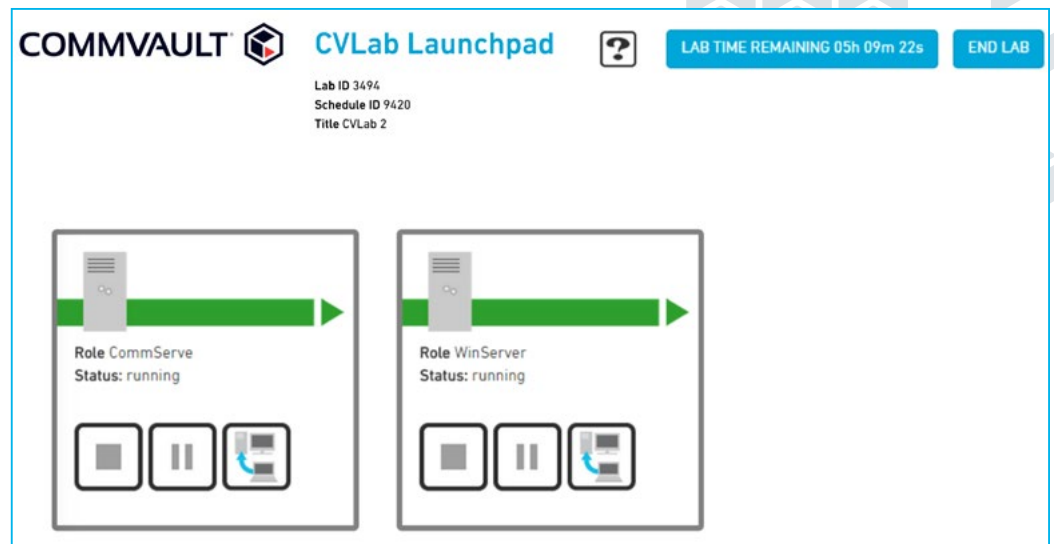 COMMVAULT
CVLab Launchpad
?
LAB TIME REMAINING 05h 09m 22s
END LAB
Lab ID 3494
Schedule ID 9420
Title CVLab 2
Role CommServe
Status: running
Role WinServer
Status: running